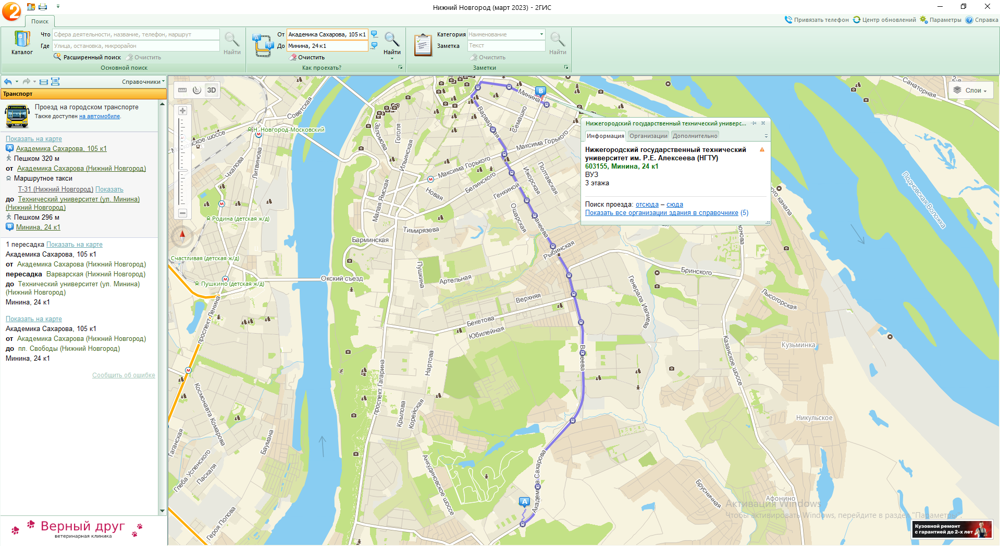 Нижний Новгород (март 2023) - 2ГИС
Поиск
Привязать телефон
Центр обновлений
Параметры
Справка
Каталог
Что
Сфера деятельности, название, телефон, маршрут
Где
Улица, остановка, микрорайон
Расширенный поиск
Очистить
Найти
Основной поиск
От
Академика Сахарова, 105 к1
До
Минина, 24 к1
Очистить
Найти
Как проехать?
Категория
Наименование
Заметка
Текст
Очистить
Найти
Заметки
Справочники
Транспорт
Проезд на городском транспорте
Также доступен на автомобиле.
Показать на карте
A Академика Сахарова, 105 к1
Пешком 320 м
от Академика Сахарова (Нижний Новгород)
Маршрутное такси
Т-31 (Нижний Новгород) Показать
до Технический университет (ул. Минина)
(Нижний Новгород)
Пешком 296 м
B Минина, 24 к1
1 пересадка Показать на карте
Академика Сахарова, 105 к1
от Академика Сахарова (Нижний Новгород)
пересадка Варварская (Нижний Новгород)
до Технический университет (ул. Минина)
(Нижний Новгород)
Минина, 24 к1
Показать на карте
Академика Сахарова, 105 к1
от Академика Сахарова (Нижний Новгород)
до пл. Свободы (Нижний Новгород)
Минина, 24 к1
Сообщить об ошибке
Верный друг
ветеринарная клиника
3D
Слои
Нижегородский государственный технический универс...
Информация
Организации
Дополнительно
Нижегородский государственный технический
университет им. Р.Е. Алексеева (НГТУ)
603155, Минина, 24 к1
ВУЗ
3 этажа
Поиск проезда: отсюда – сюда
Показать все организации здания в справочнике (5)
Советская
Н. Новгород-Московский
Чкалова
Литвинова
Родина (детская ж/д)
Счастливая (детская ж/д)
Пушкино (детская ж/д)
проспект Ленина
Космонавта Комарова
Баумана
Таганская
Глеба Успенского
Паскаля
Героя Попова
Заломова
Гоголя
Ильинская
Максима Горького
Белинского
Новая
Малая Ямская
Тимирязева
Барминская
Окский съезд
Пушкина
Артельная
Верхняя
Бекетова
Юбилейная
Нартова
проспект Гагарина
Крылова
Корейская
Анкудиновское шоссе
Академика Сахарова
A
B
Минина
Варварская
Семашко
Максима Горького
Ижорская
Полтавская
Генкиной
Ошарская
Ванеева
Рыбинская
Ванеева
Бринского
Генерала Ивлиева
Лысогорская
Казанское шоссе
Кузьминка
Никульское
Афонино
Брусничная
2-я
Санаторная
Подновская Воложка
Активация Windows
Чтобы активировать Windows, перейдите в раздел "Параметры".
Кузовной ремонт
с гарантией до 2-х лет